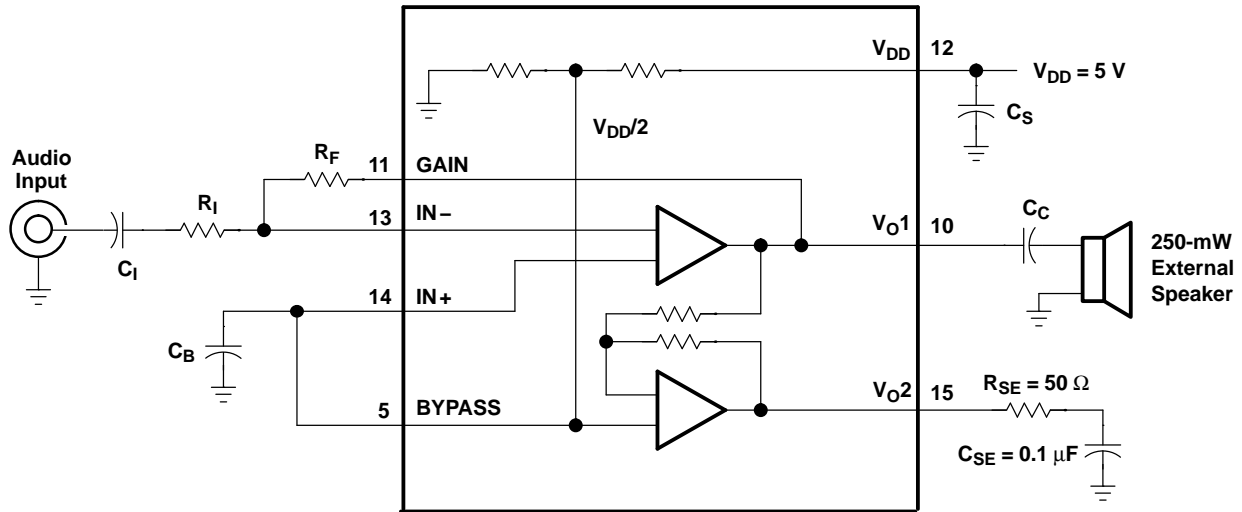 V_DD 12
V_DD = 5 V
C_S
V_DD/2
Audio
Input
R_F
11 GAIN
R_I
13 IN−
V_O1 10
C_C
C_I
250-mW
External
Speaker
14 IN+
C_B
5 BYPASS
V_O2 15
R_SE = 50 Ω
C_SE = 0.1 μF